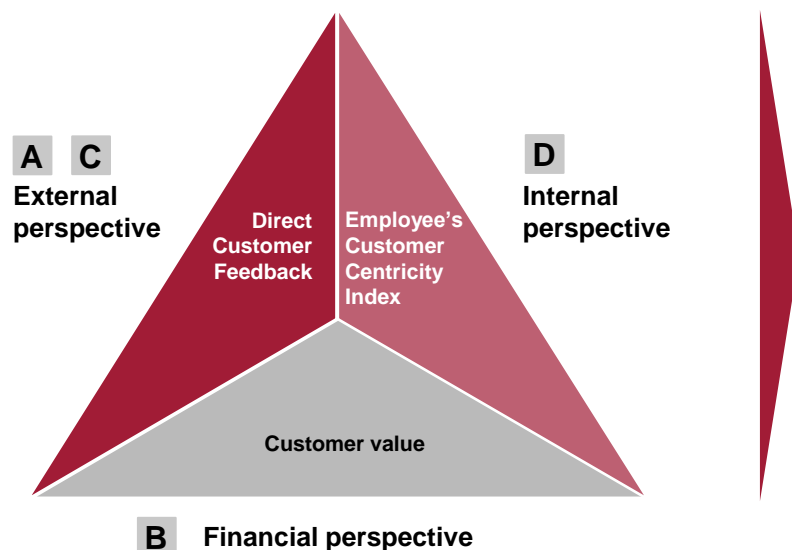 A C
External
perspective
Direct
Customer
Feedback
Employee's
Customer
Centricity
Index
D
Internal
perspective
Customer value
B Financial perspective